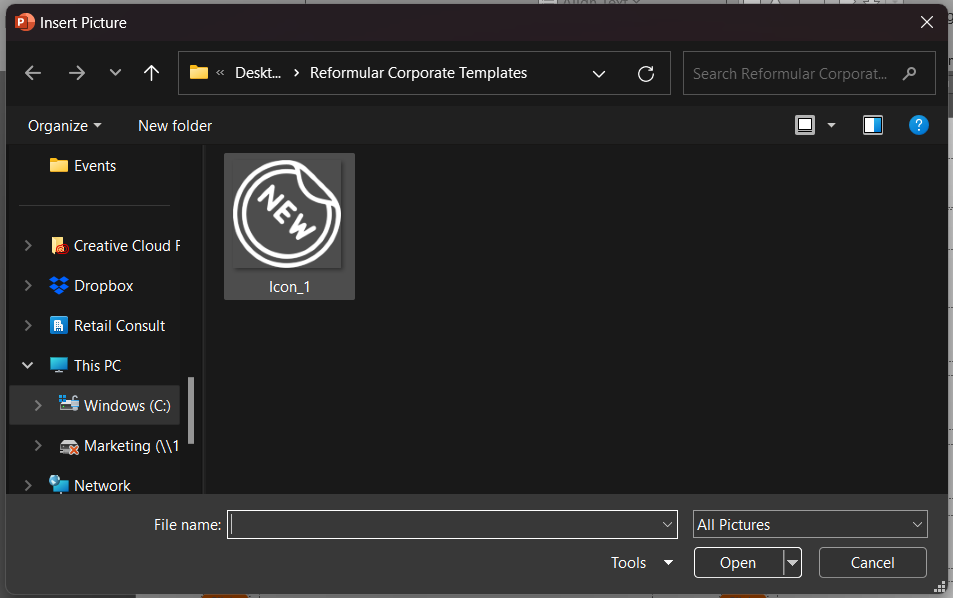 Insert Picture
Deskt... Reformular Corporate Templates
Search Reformular Corporat...
Organize New folder
?
Events
NEW
Icon_1
Creative Cloud F
Dropbox
Retail Consult
This PC
Windows (C:)
Marketing (\\1
Network
File name:
All Pictures
Tools Open Cancel